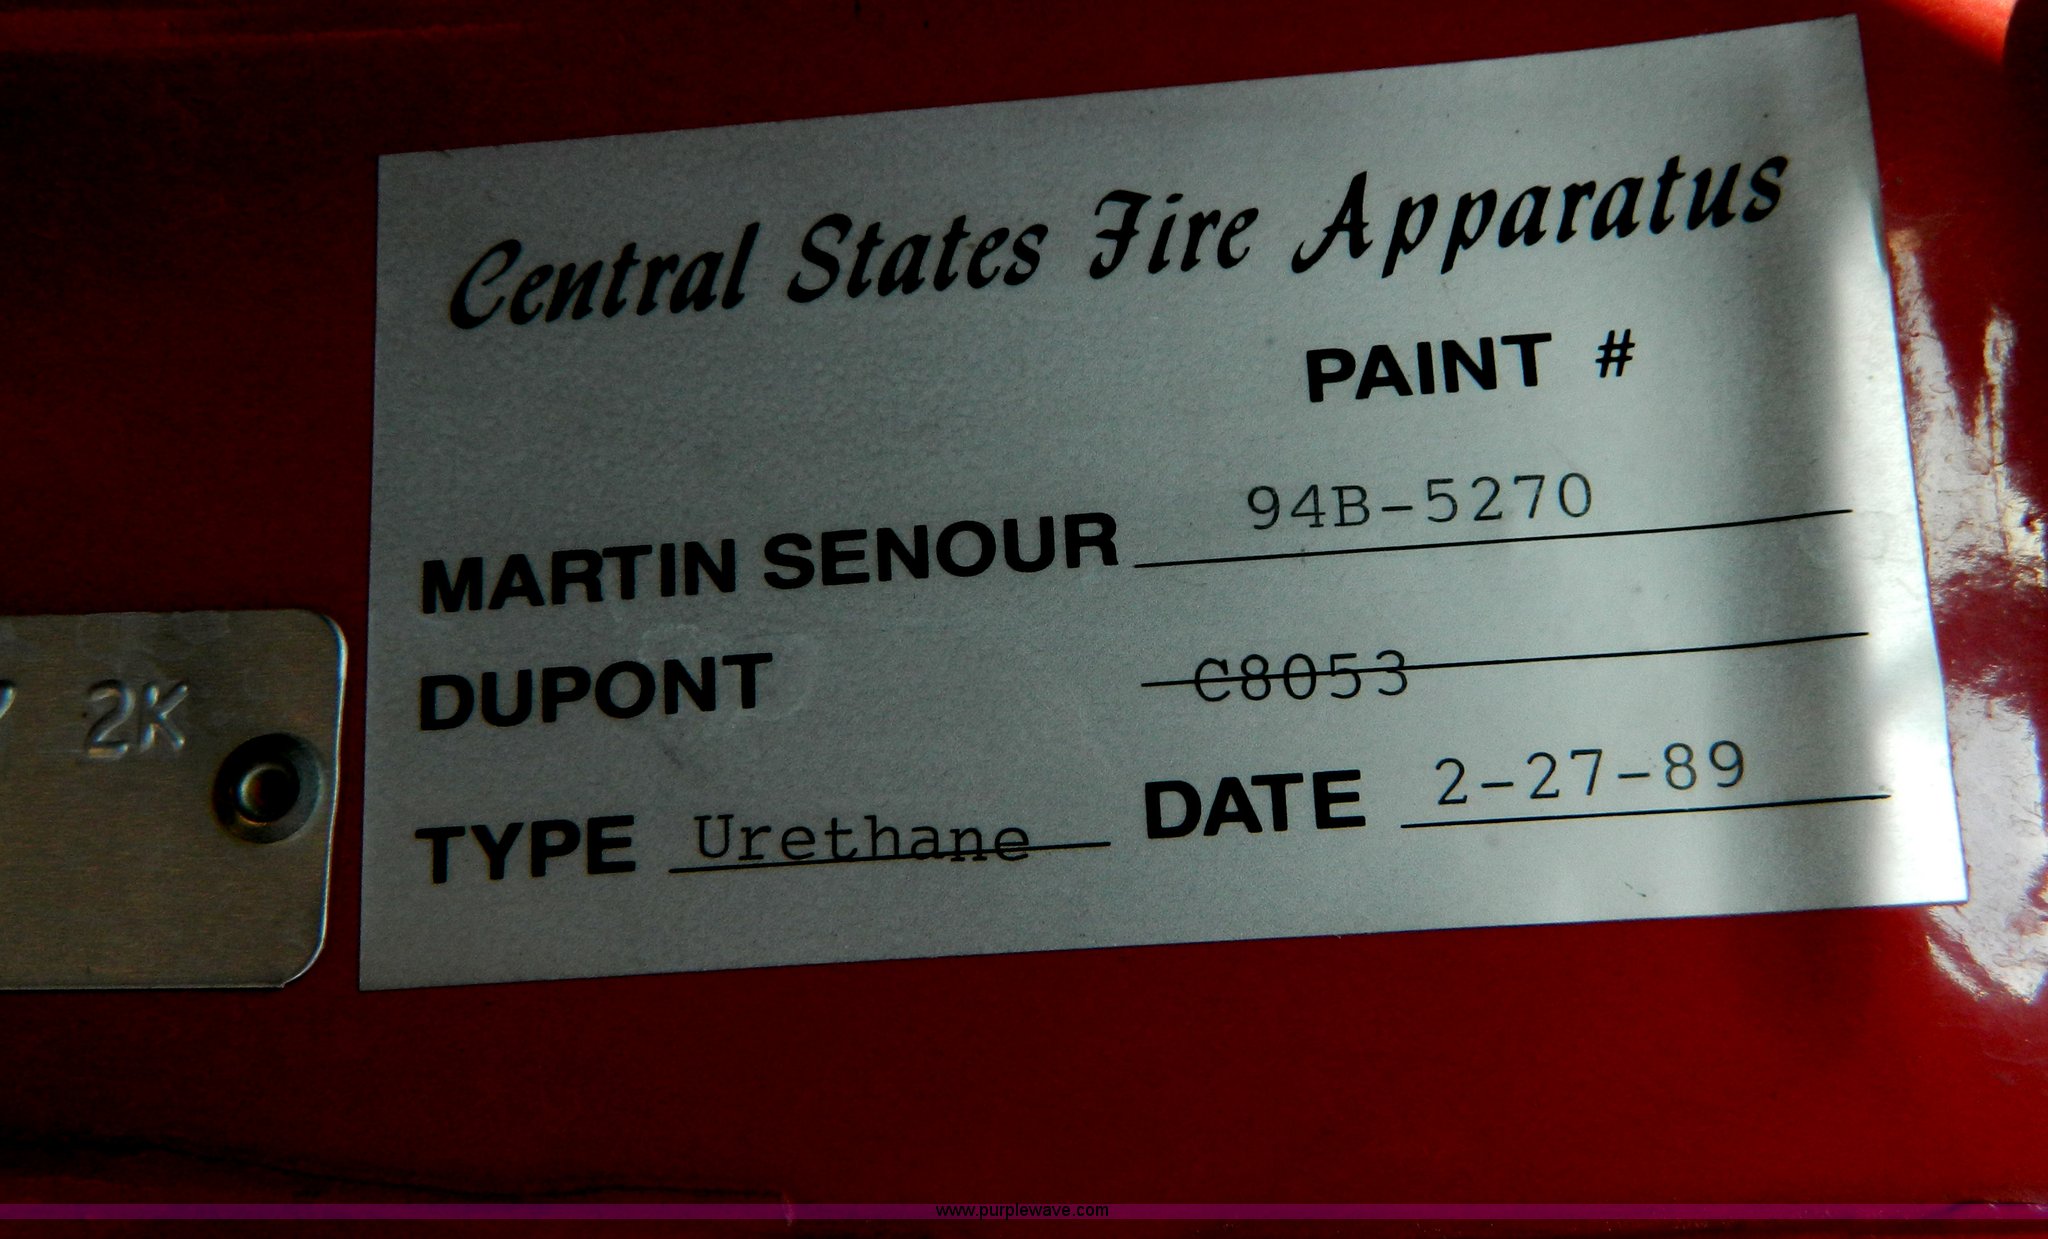 Central States Fire Apparatus
PAINT #
MARTIN SENOUR 94B-5270
DUPONT C8053
TYPE Urethane DATE 2-27-89
2K
www.purplewave.com